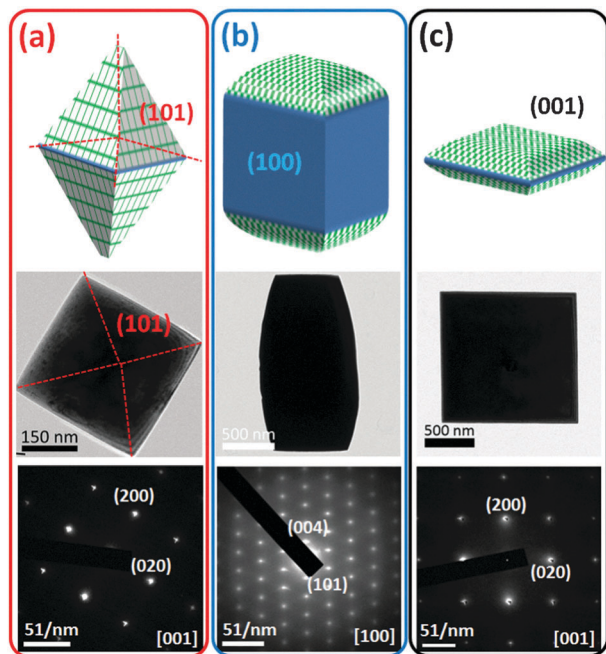 (a)
(101)
(101)
150 nm
(200)
(020)
51/nm
[001]
(b)
(100)
500 nm
(004)
(101)
51/nm
[100]
(c)
(001)
500 nm
(200)
(020)
51/nm
[001]